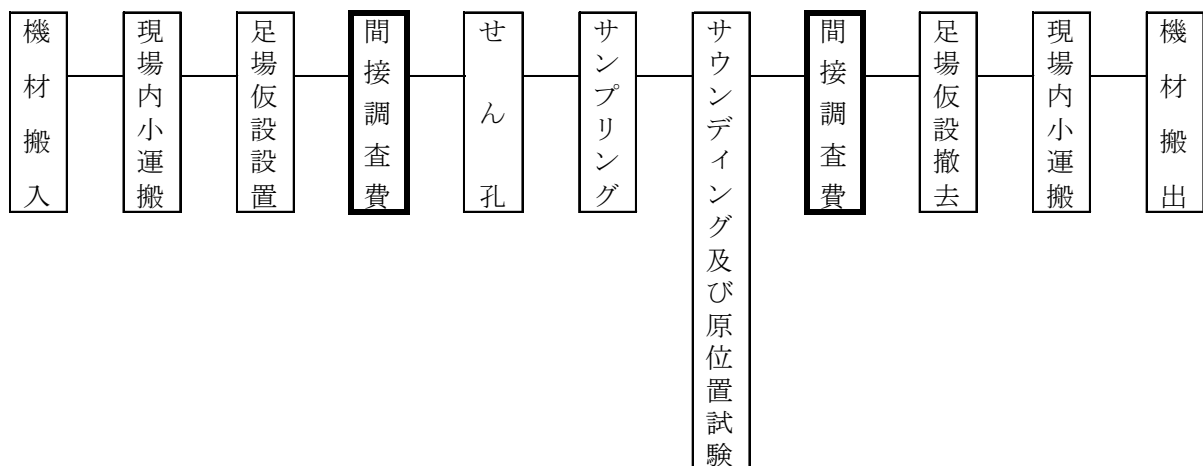 機材搬入
現場内小運搬
足場仮設設置
間接調査費
せん孔
サンプリング
サウンディング及び原位置試験
間接調査費
足場仮設撤去
現場内小運搬
機材搬出